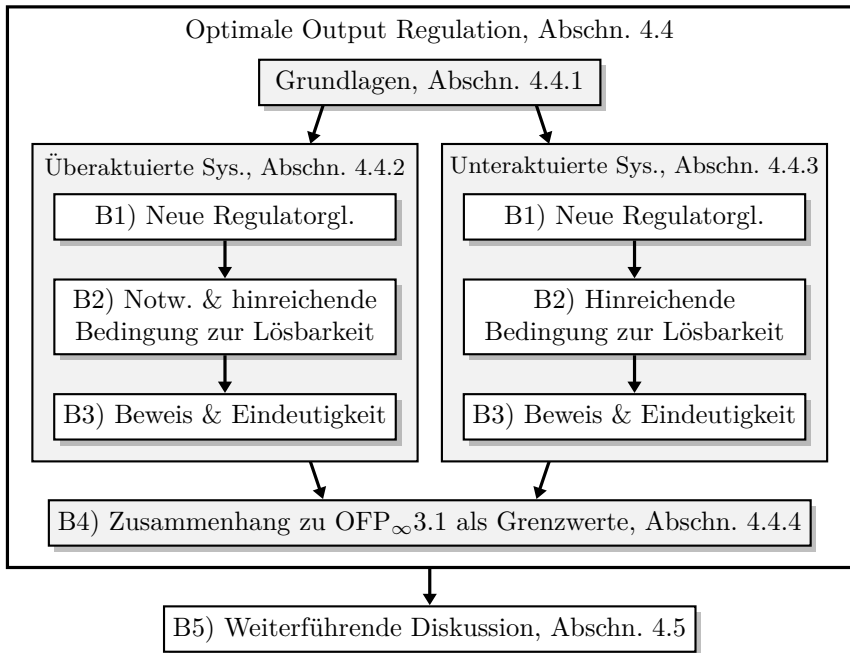 Optimale Output Regulation, Abschn. 4.4
Grundlagen, Abschn. 4.4.1
Überaktuierte Sys., Abschn. 4.4.2
B1) Neue Regulatorgl.
B2) Notw. & hinreichende
Bedingung zur Lösbarkeit
B3) Beweis & Eindeutigkeit
Unteraktuierte Sys., Abschn. 4.4.3
B1) Neue Regulatorgl.
B2) Hinreichende
Bedingung zur Lösbarkeit
B3) Beweis & Eindeutigkeit
B4) Zusammenhang zu OFP∞3.1 als Grenzwerte, Abschn. 4.4.4
B5) Weiterführende Diskussion, Abschn. 4.5